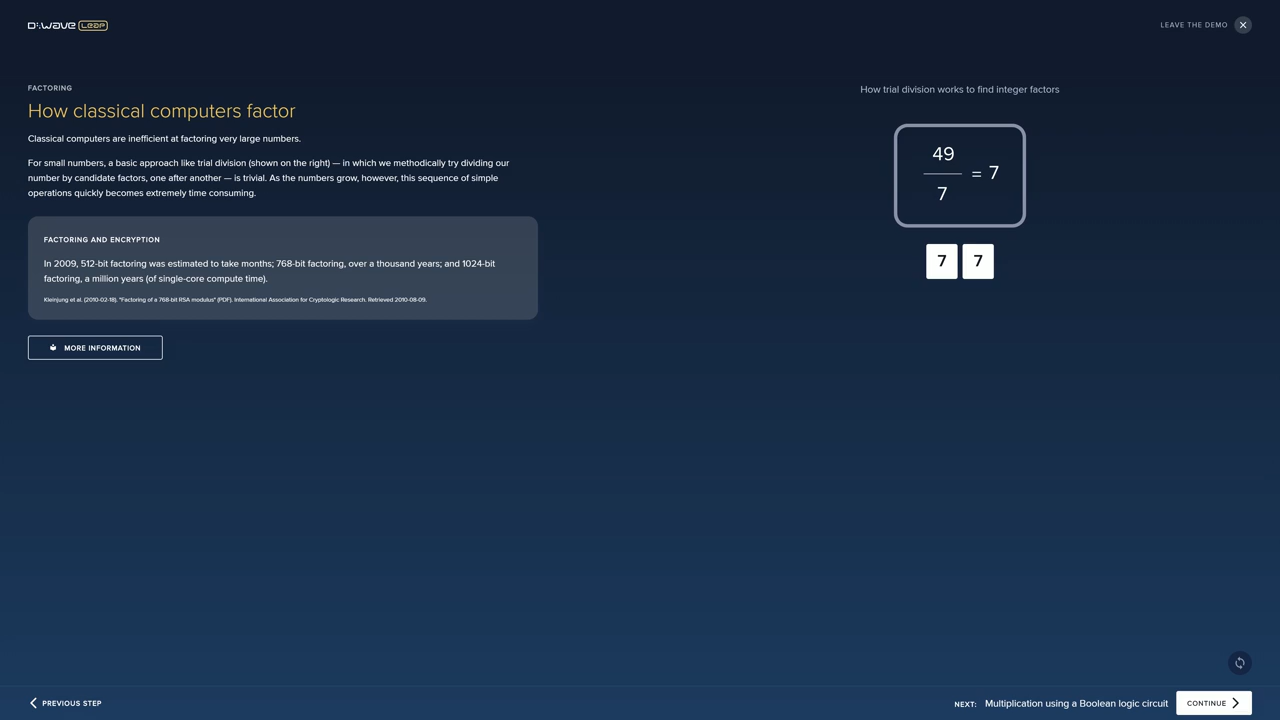 D:Wave Leap
LEAVE THE DEMO
FACTORING
How classical computers factor
Classical computers are inefficient at factoring very large numbers.
For small numbers, a basic approach like trial division (shown on the right) — in which we methodically try dividing our
number by candidate factors, one after another — is trivial. As the numbers grow, however, this sequence of simple
operations quickly becomes extremely time consuming.
FACTORING AND ENCRYPTION
In 2009, 512-bit factoring was estimated to take months; 768-bit factoring, over a thousand years; and 1024-bit
factoring, a million years (of single-core compute time).
Kleinjung et al. (2010-02-18). "Factoring of a 768-bit RSA modulus" (PDF). International Association for Cryptologic Research. Retrieved 2010-08-09.
MORE INFORMATION
How trial division works to find integer factors
49
= 7
7
7 7
PREVIOUS STEP
NEXT: Multiplication using a Boolean logic circuit
CONTINUE